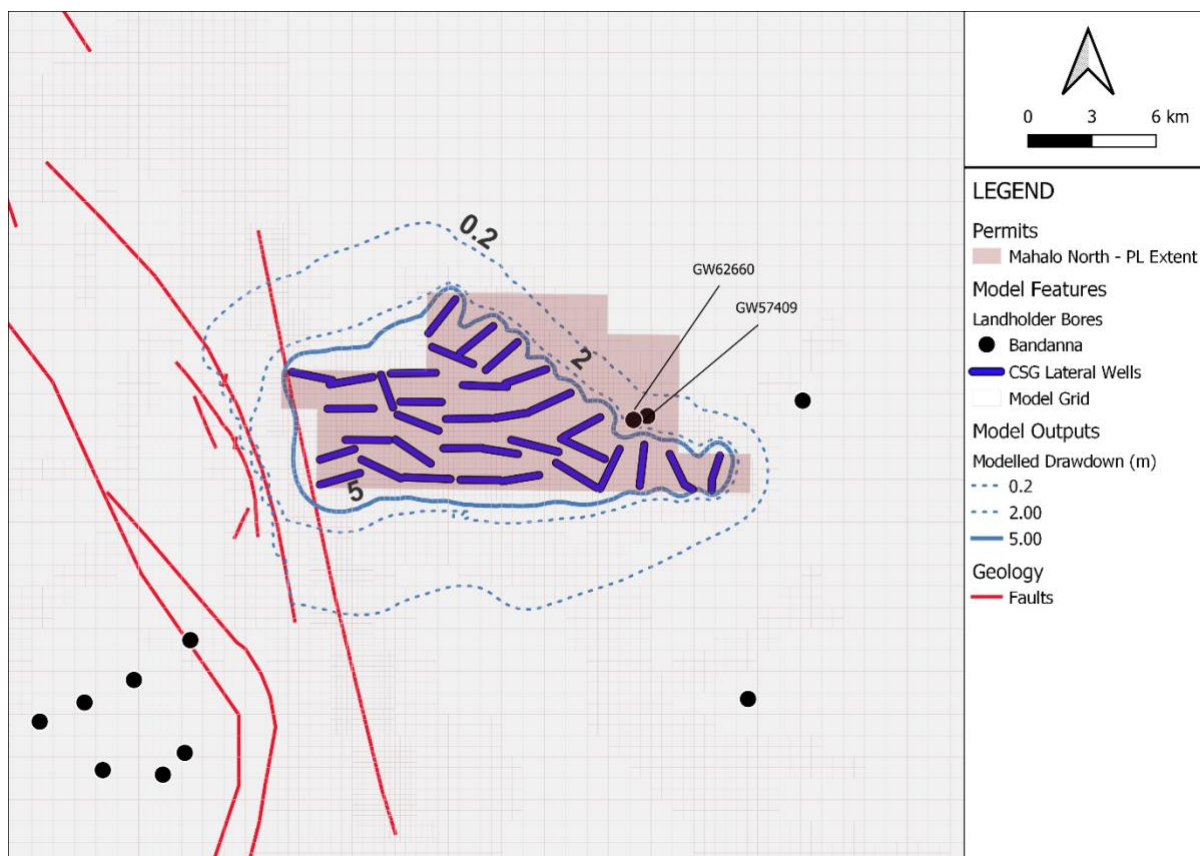 0.2
GW62660
GW57409
2
5
0 3 6 km
LEGEND
Permits
Mahalo North - PL Extent
Model Features
Landholder Bores
Bandanna
CSG Lateral Wells
Model Grid
Model Outputs
Modelled Drawdown (m)
0.2
2.00
5.00
Geology
Faults